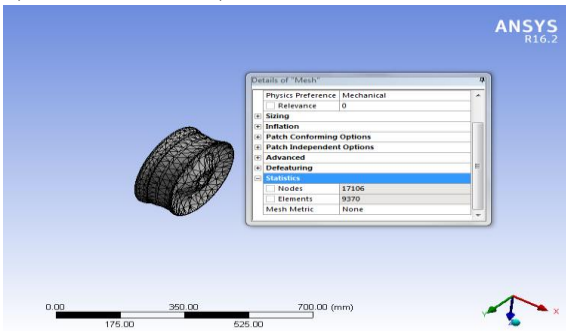 ANSYS
R16.2
Details of "Mesh"
Physics Preference Mechanical
Relevance 0
Sizing
Inflation
Patch Conforming Options
Patch Independent Options
Advanced
Defeaturing
Statistics
Nodes 17106
Elements 9370
Mesh Metric None
0.00 350.00 700.00 (mm)
175.00 525.00
Y X